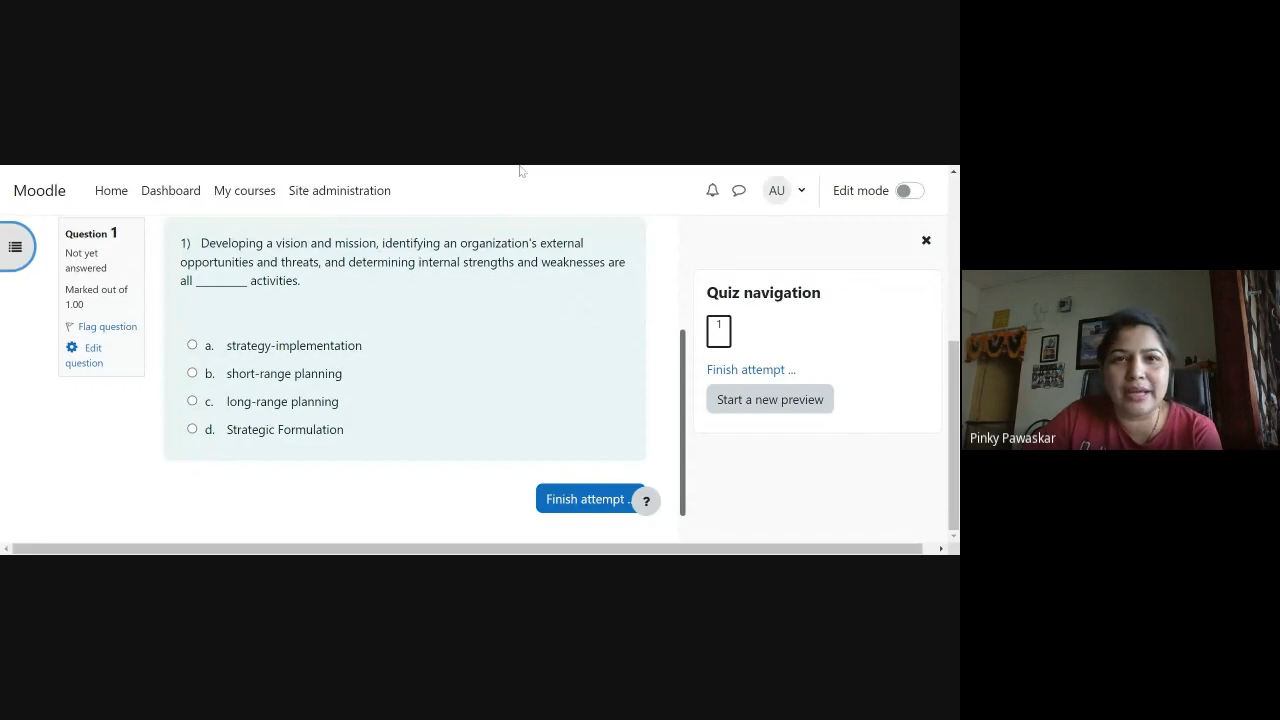 Moodle Home Dashboard My courses Site administration AU Edit mode
Question 1
Not yet
answered
Marked out of
1.00
Flag question
Edit
question
1) Developing a vision and mission, identifying an organization's external
opportunities and threats, and determining internal strengths and weaknesses are
all _________ activities.
a. strategy-implementation
b. short-range planning
c. long-range planning
d. Strategic Formulation
Finish attempt ..
?
Quiz navigation
1
Finish attempt ...
Start a new preview
Pinky Pawaskar